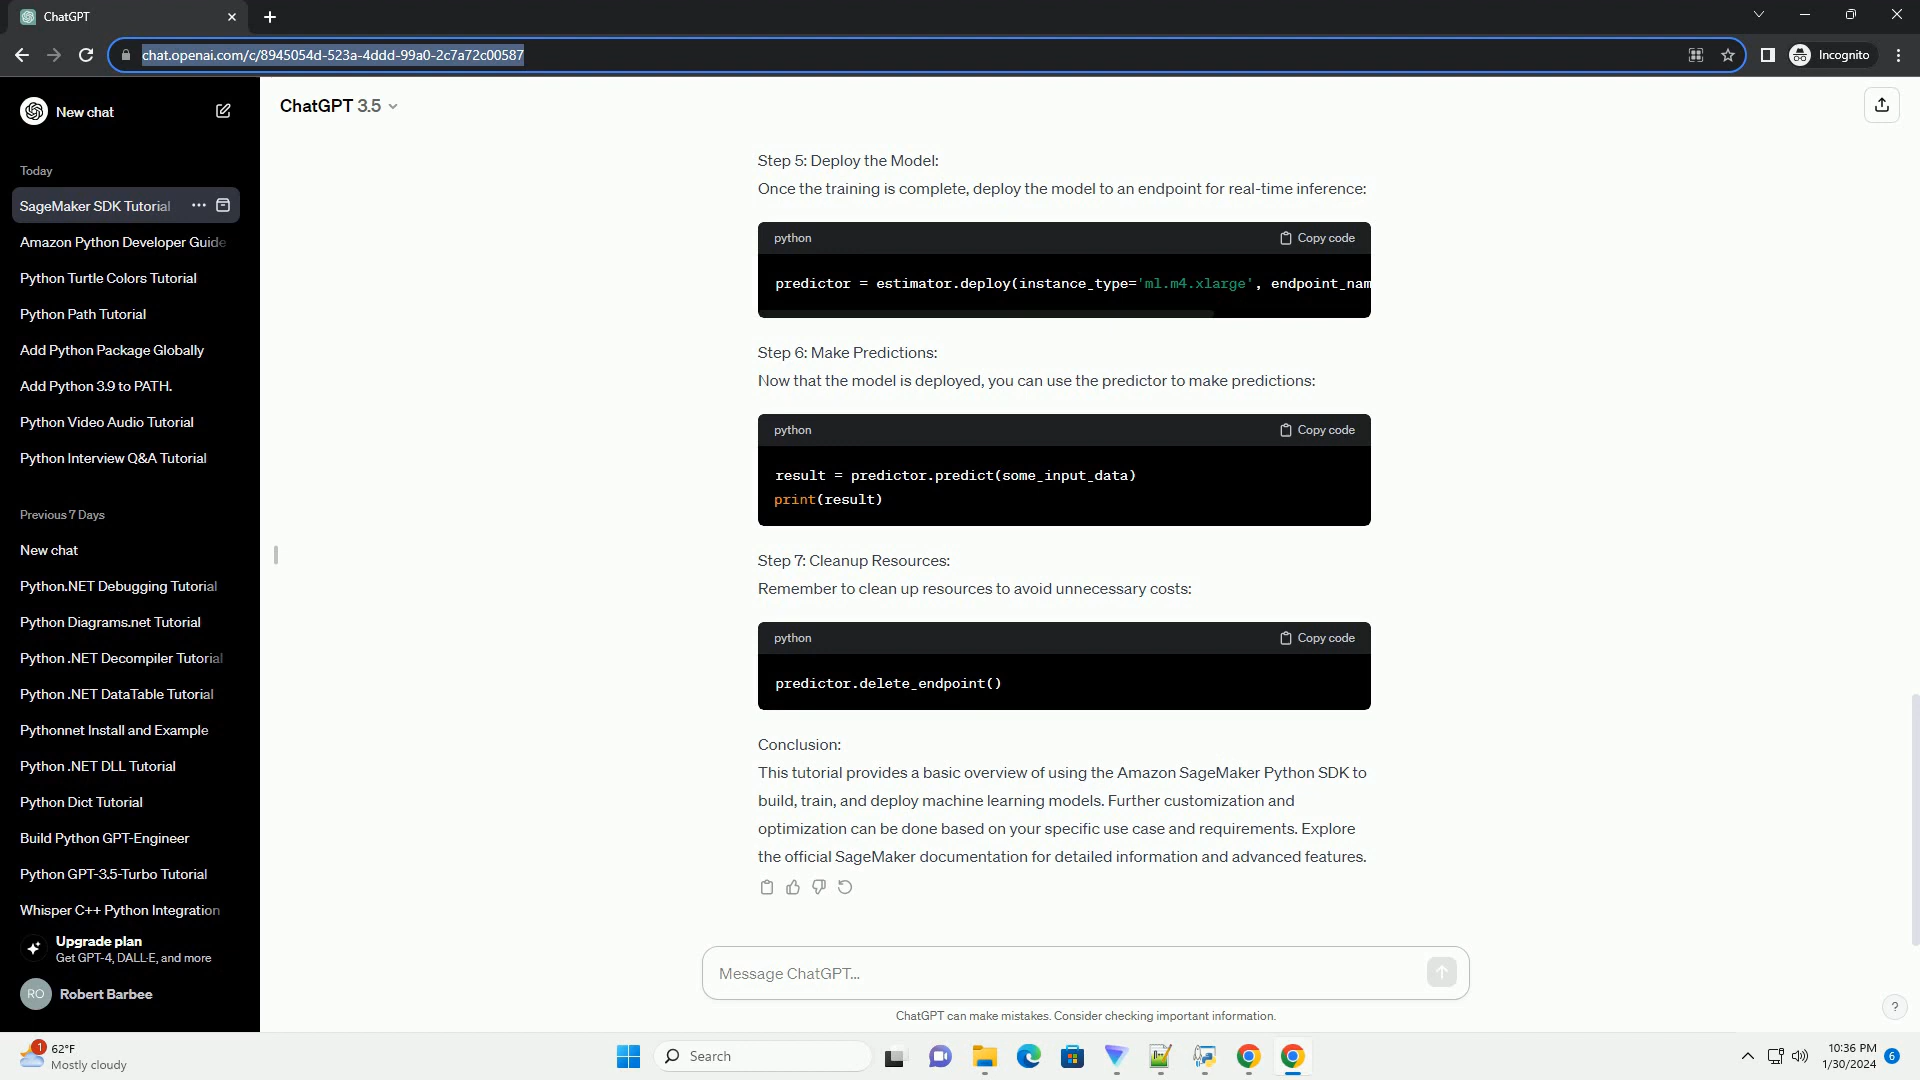 ChatGPT
chat.openai.com/c/8945054d-523a-4ddd-99a0-2c7a72c00587
Incognito
New chat
ChatGPT 3.5
Today
SageMaker SDK Tutorial
Amazon Python Developer Guide
Python Turtle Colors Tutorial
Python Path Tutorial
Add Python Package Globally
Add Python 3.9 to PATH.
Python Video Audio Tutorial
Python Interview Q&A Tutorial
Previous 7 Days
New chat
Python.NET Debugging Tutorial
Python Diagrams.net Tutorial
Python .NET Decompiler Tutorial
Python .NET DataTable Tutorial
Pythonnet Install and Example
Python .NET DLL Tutorial
Python Dict Tutorial
Build Python GPT-Engineer
Python GPT-3.5-Turbo Tutorial
Whisper C++ Python Integration
Upgrade plan
Get GPT-4, DALL·E, and more
RO Robert Barbee
Step 5: Deploy the Model:
Once the training is complete, deploy the model to an endpoint for real-time inference:
python Copy code
predictor = estimator.deploy(instance_type='ml.m4.xlarge', endpoint_nam
Step 6: Make Predictions:
Now that the model is deployed, you can use the predictor to make predictions:
python Copy code
result = predictor.predict(some_input_data)
print(result)
Step 7: Cleanup Resources:
Remember to clean up resources to avoid unnecessary costs:
python Copy code
predictor.delete_endpoint()
Conclusion:
This tutorial provides a basic overview of using the Amazon SageMaker Python SDK to
build, train, and deploy machine learning models. Further customization and
optimization can be done based on your specific use case and requirements. Explore
the official SageMaker documentation for detailed information and advanced features.
Message ChatGPT...
ChatGPT can make mistakes. Consider checking important information.
?
1
62°F
Mostly cloudy
Search
10:36 PM
1/30/2024
6